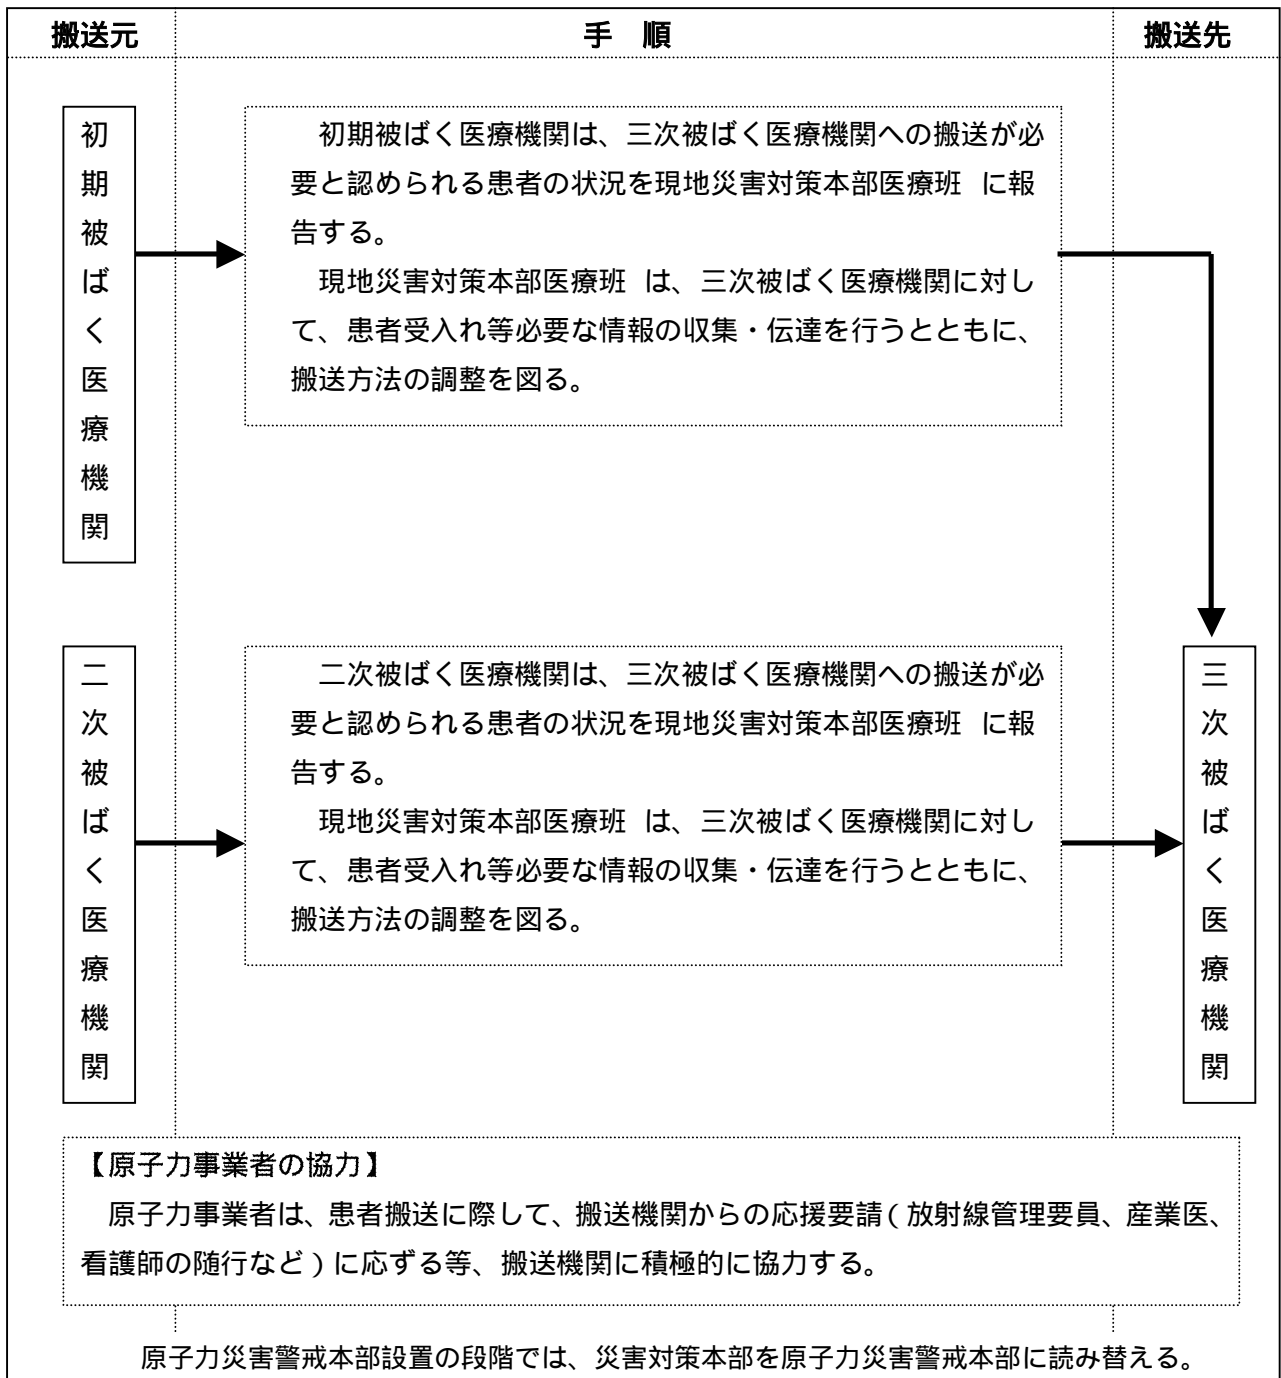 搬送元 手 順 搬送先
初期被ばく医療機関
初期被ばく医療機関は、三次被ばく医療機関への搬送が必
要と認められる患者の状況を現地災害対策本部医療班 に報
告する。
現地災害対策本部医療班 は、三次被ばく医療機関に対し
て、患者受入れ等必要な情報の収集・伝達を行うとともに、
搬送方法の調整を図る。
二次被ばく医療機関
二次被ばく医療機関は、三次被ばく医療機関への搬送が必
要と認められる患者の状況を現地災害対策本部医療班 に報
告する。
現地災害対策本部医療班 は、三次被ばく医療機関に対し
て、患者受入れ等必要な情報の収集・伝達を行うとともに、
搬送方法の調整を図る。
三次被ばく医療機関
【原子力事業者の協力】
原子力事業者は、患者搬送に際して、搬送機関からの応援要請(放射線管理要員、産業医、
看護師の随行など)に応ずる等、搬送機関に積極的に協力する。
原子力災害警戒本部設置の段階では、災害対策本部を原子力災害警戒本部に読み替える。